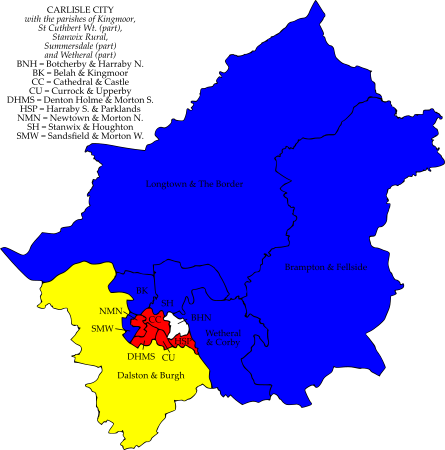 CARLISLE CITY
with the parishes of Kingmoor,
St Cuthbert Wt. (part),
Stanwix Rural,
Summersdale (part)
and Wetheral (part)
BNH = Botcherby & Harraby N.
BK = Belah & Kingmoor
CC = Cathedral & Castle
CU = Currock & Upperby
DHMS = Denton Holme & Morton S.
HSP = Harraby S. & Parklands
NMN = Newtown & Morton N.
SH = Stanwix & Houghton
SMW = Sandsfield & Morton W.
Longtown & The Border
Brampton & Fellside
BK
SH
NMN
CC
BHN
SMW
Wetheral
& Corby
HSP
DHMS
CU
Dalston & Burgh